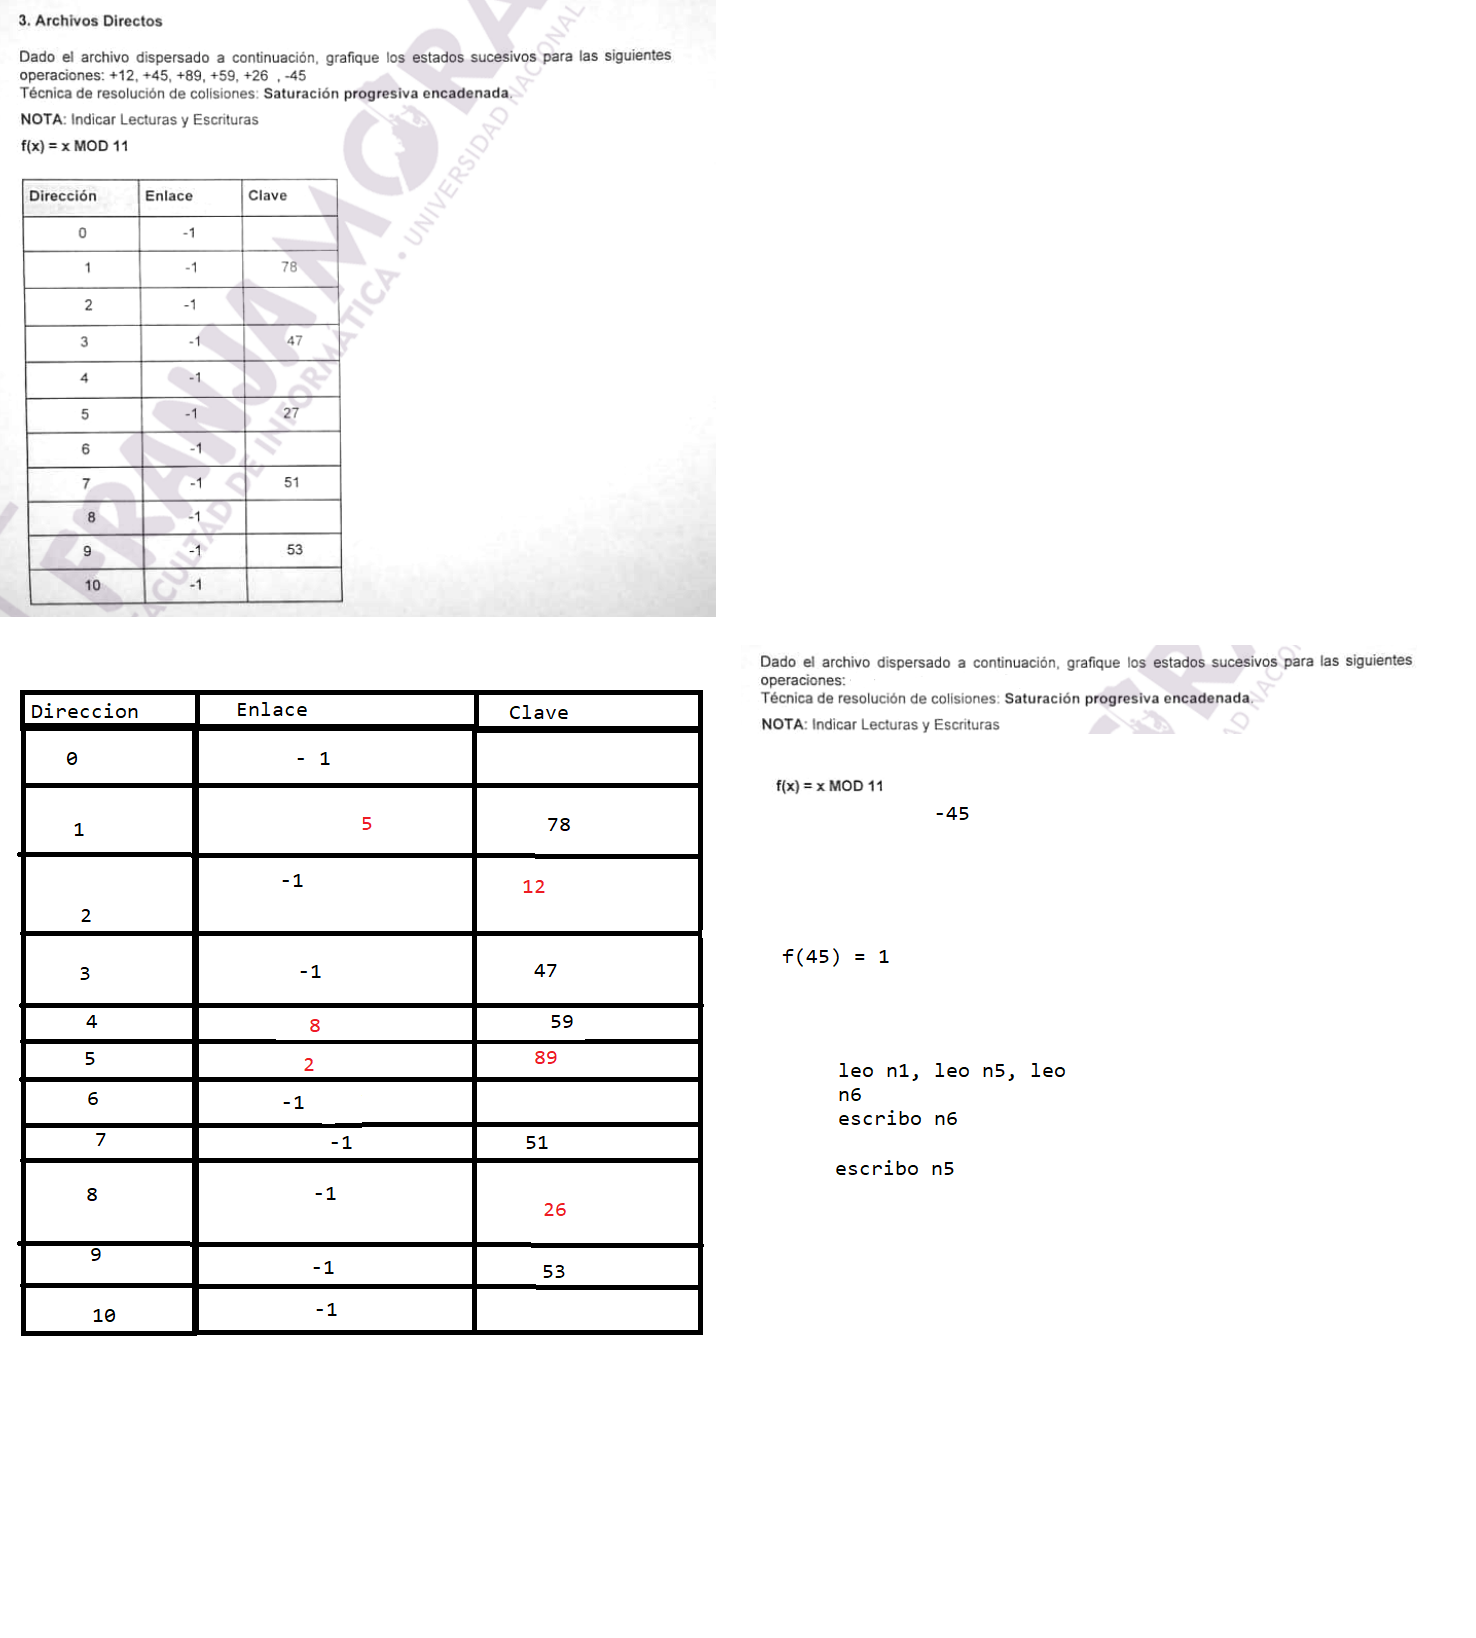 3. Archivos Directos
Dado el archivo dispersado a continuación, grafique los estados sucesivos para las siguientes
operaciones: +12, +45, +89, +59, +26 , -45
Técnica de resolución de colisiones: Saturación progresiva encadenada.
NOTA: Indicar Lecturas y Escrituras
f(x) = x MOD 11
Dirección Enlace Clave
0 -1
1 -1 78
2 -1
3 -1 47
4 -1
5 -1 27
6 -1
7 -1 51
8 -1
9 -1 53
10 -1
FRANJA MORA
FACULTAD DE INFORMÁTICA • UNIVERSIDAD NACIONAL
Direccion Enlace Clave
0 - 1
1 5 78
2 -1 12
3 -1 47
4 8 59
5 2 89
6 -1
7 -1 51
8 -1 26
9 -1 53
10 -1
Dado el archivo dispersado a continuación, grafique los estados sucesivos para las siguientes
operaciones:
Técnica de resolución de colisiones: Saturación progresiva encadenada.
NOTA: Indicar Lecturas y Escrituras
f(x) = x MOD 11
-45
f(45) = 1
leo n1, leo n5, leo
n6
escribo n6
escribo n5